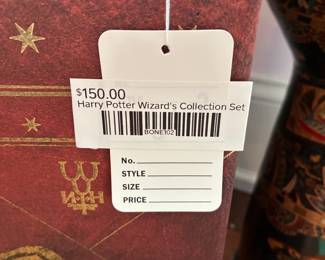 $150.00
Harry Potter Wizard's Collection Set
BONE102
No.
STYLE
SIZE
PRICE